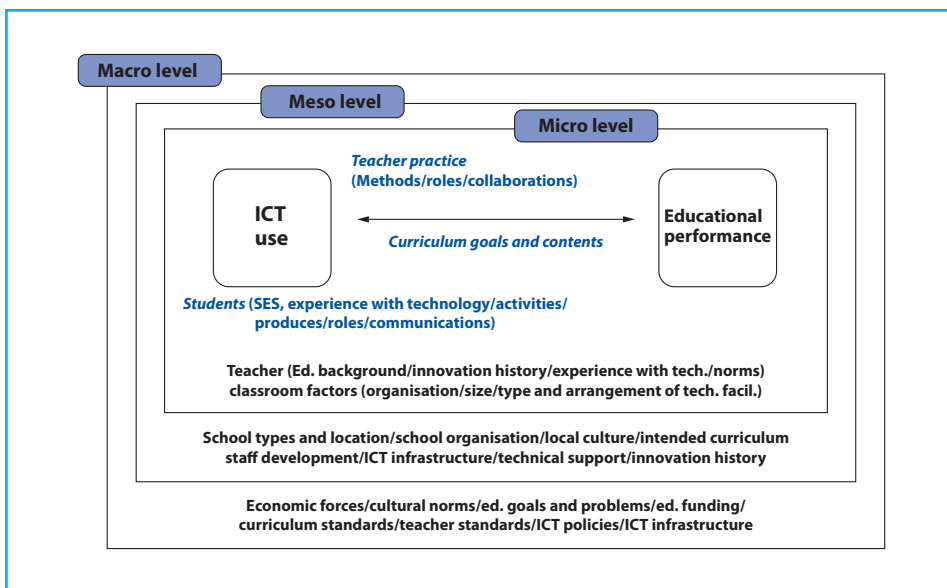 Macro level
Meso level
Micro level
Teacher practice
(Methods/roles/collaborations)
ICT
use
Educational
performance
Curriculum goals and contents
Students (SES, experience with technology/activities/
produces/roles/communications)
Teacher (Ed. background/innovation history/experience with tech./norms)
classroom factors (organisation/size/type and arrangement of tech. facil.)
School types and location/school organisation/local culture/intended curriculum
staff development/ICT infrastructure/technical support/innovation history
Economic forces/cultural norms/ed. goals and problems/ed. funding/
curriculum standards/teacher standards/ICT policies/ICT infrastructure